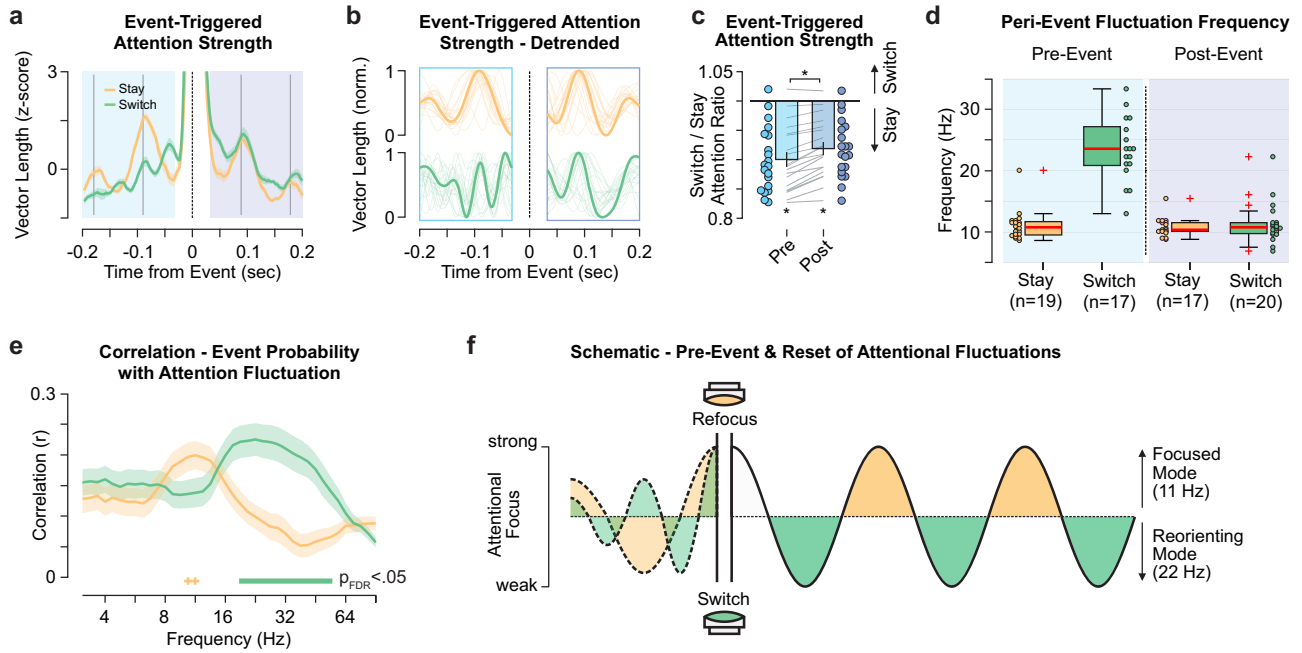 a
Event-Triggered
Attention Strength
Vector Length (z-score)
3
0
Stay
Switch
-0.2
-0.1
0
0.1
0.2
Time from Event (sec)
b
Event-Triggered Attention
Strength - Detrended
Vector Length (norm.)
1
0
1
0
-0.2
-0.1
0
0.1
0.2
Time from Event (sec)
c
Event-Triggered
Attention Strength
Switch / Stay
Attention Ratio
1.05
0.8
*
*
*
Pre
Post
Switch
Stay
d
Peri-Event Fluctuation Frequency
Pre-Event
Post-Event
Frequency (Hz)
30
20
10
Stay
(n=19)
Switch
(n=17)
Stay
(n=17)
Switch
(n=20)
e
Correlation - Event Probability
with Attention Fluctuation
Correlation (r)
0.3
0
4
8
16
32
64
pFDR<.05
Frequency (Hz)
f
Schematic - Pre-Event & Reset of Attentional Fluctuations
Refocus
Attentional
Focus
strong
weak
Switch
Focused
Mode
(11 Hz)
Reorienting
Mode
(22 Hz)